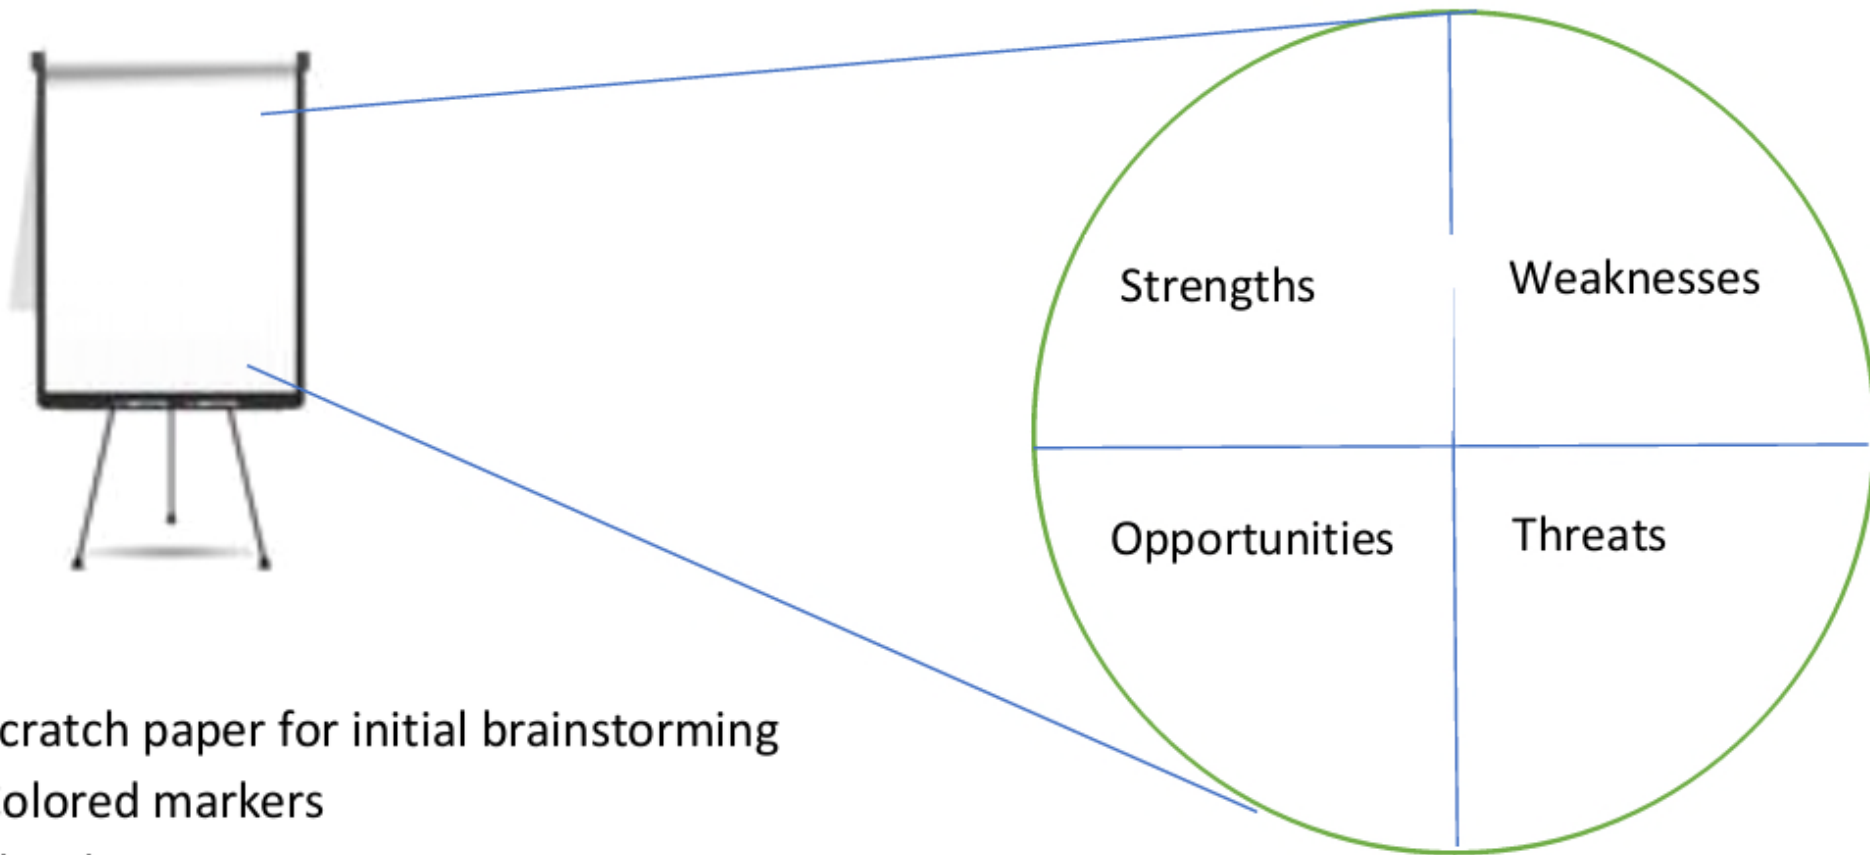 Strengths
Weaknesses
Opportunities
Threats
cratch paper for initial brainstorming
olored markers